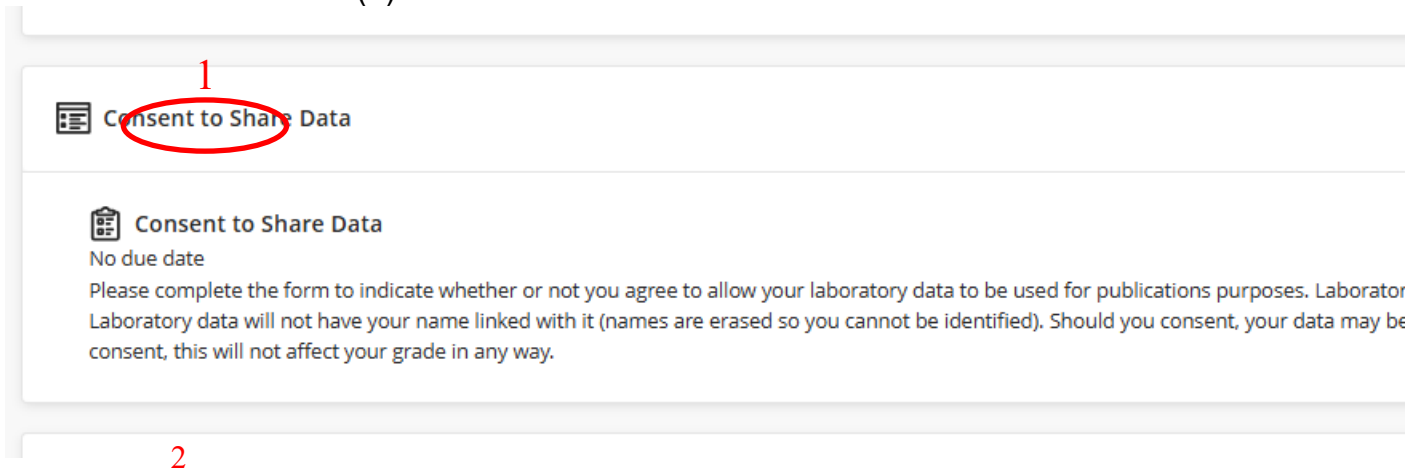 1
Consent to Share Data
Consent to Share Data
No due date
Please complete the form to indicate whether or not you agree to allow your laboratory data to be used for publications purposes.
Laboratory data will not have your name linked with it (names are erased so you cannot be identified). Should you consent, your data may be
consent, this will not affect your grade in any way.
2